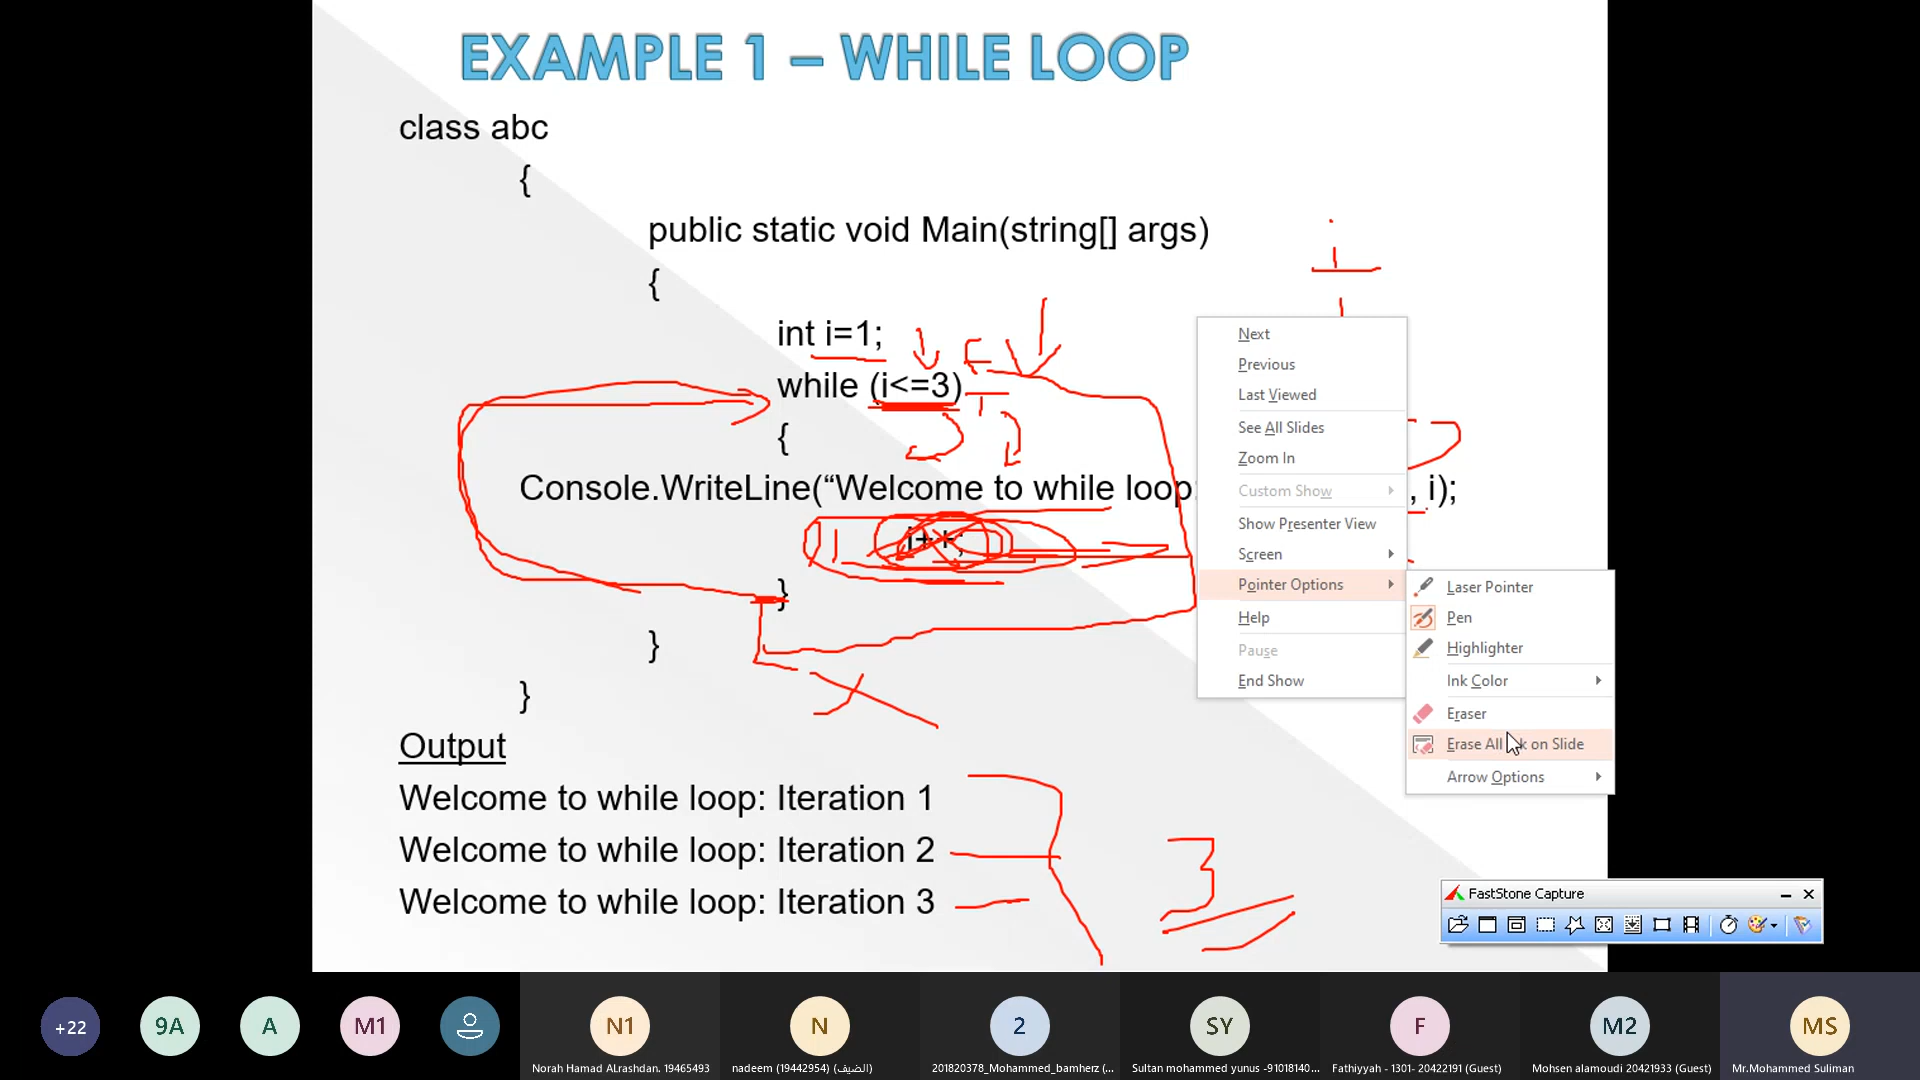 EXAMPLE 1 – WHILE LOOP
class abc
{
public static void Main(string[] args)
{
int i=1;
while (i<=3)
{
Console.WriteLine(“Welcome to while loop: , i);
i++;
}
}
}
Output
Welcome to while loop: Iteration 1
Welcome to while loop: Iteration 2
Welcome to while loop: Iteration 3
i
1
F
T
3
Next
Previous
Last Viewed
See All Slides
Zoom In
Custom Show
Show Presenter View
Screen
Pointer Options
Help
Pause
End Show
Laser Pointer
Pen
Highlighter
Ink Color
Eraser
Erase All Ink on Slide
Arrow Options
FastStone Capture
+22
9A
A
M1
N1
Norah Hamad ALrashdan. 19465493
N
nadeem (19442954) (الضيف)
2
201820378_Mohammed_bamherz (...
SY
Sultan mohammed yunus -91018140...
F
Fathiyyah - 1301- 20422191 (Guest)
M2
Mohsen alamoudi 20421933 (Guest)
MS
Mr.Mohammed Suliman